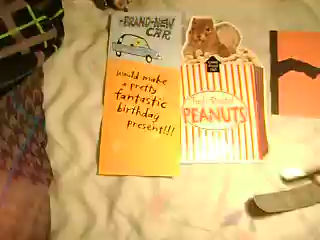 A BRAND-NEW
CAR
would make
a pretty
fantastic
birthday
present!!!
PEANUTS